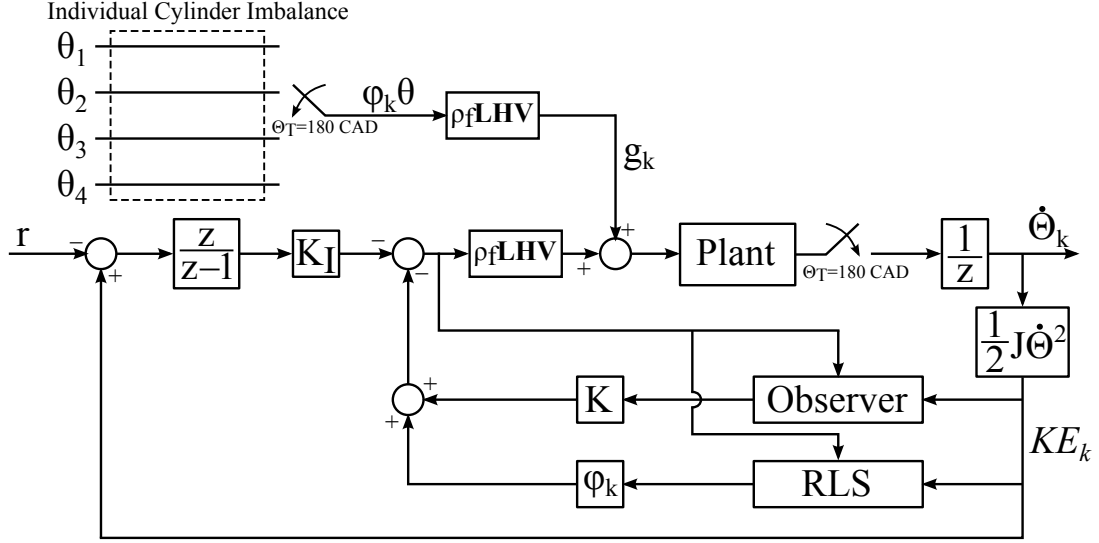 Individual Cylinder Imbalance
θ1
θ2
θ3
θ4
ΘT=180 CAD
φkθ
ρfLHV
gk
r
−
+
z
z−1
KI
−
−
ρfLHV
+
+
Plant
ΘT=180 CAD
1
z
Θ̇k
1
2
JΘ̇²
+
+
K
Observer
KEk
φk
RLS